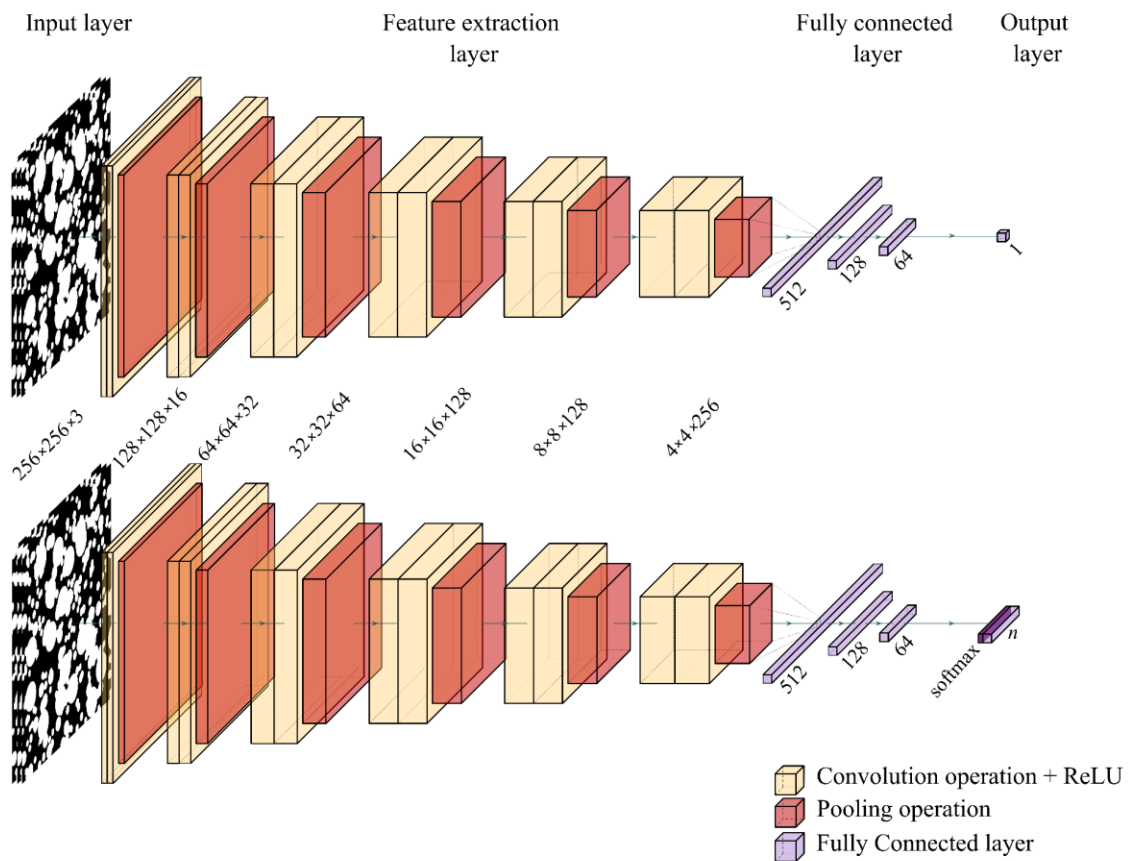 Input layer
Feature extraction
layer
Fully connected
layer
Output
layer
512
128
64
1
256×256×3
128×128×16
64×64×32
32×32×64
16×16×128
8×8×128
4×4×256
512
128
64
softmax
n
Convolution operation + ReLU
Pooling operation
Fully Connected layer